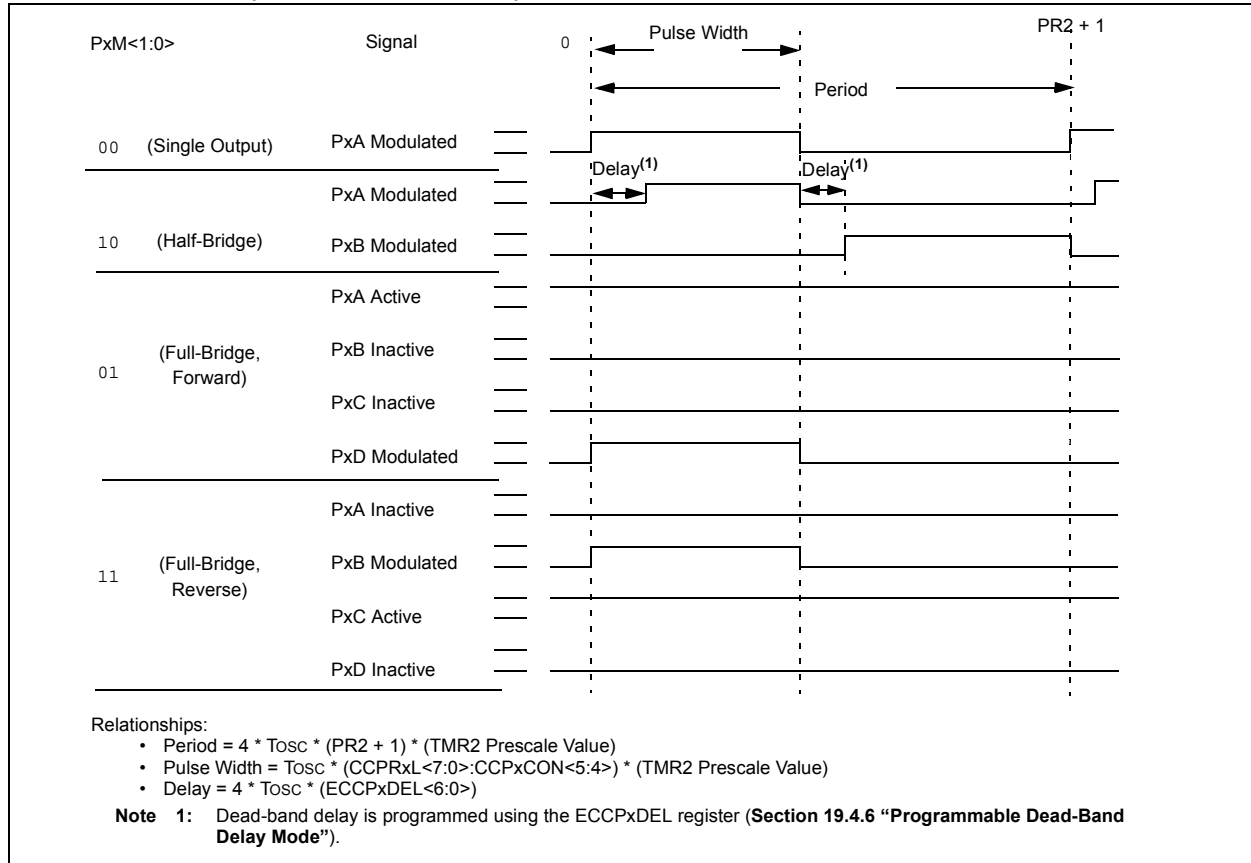 PxM<1:0> Signal 0 Pulse Width PR2 + 1
Period
00 (Single Output) PxA Modulated
Delay(1) Delay(1)
PxA Modulated
10 (Half-Bridge) PxB Modulated
PxA Active
(Full-Bridge, Forward) PxB Inactive
01
PxC Inactive
PxD Modulated
PxA Inactive
(Full-Bridge, Reverse) PxB Modulated
11
PxC Active
PxD Inactive
Relationships:
• Period = 4 * TOSC * (PR2 + 1) * (TMR2 Prescale Value)
• Pulse Width = TOSC * (CCPRxL<7:0>:CCPxCON<5:4>) * (TMR2 Prescale Value)
• Delay = 4 * TOSC * (ECCPxDEL<6:0>)
Note 1: Dead-band delay is programmed using the ECCPxDEL register (Section 19.4.6 “Programmable Dead-Band
Delay Mode”).